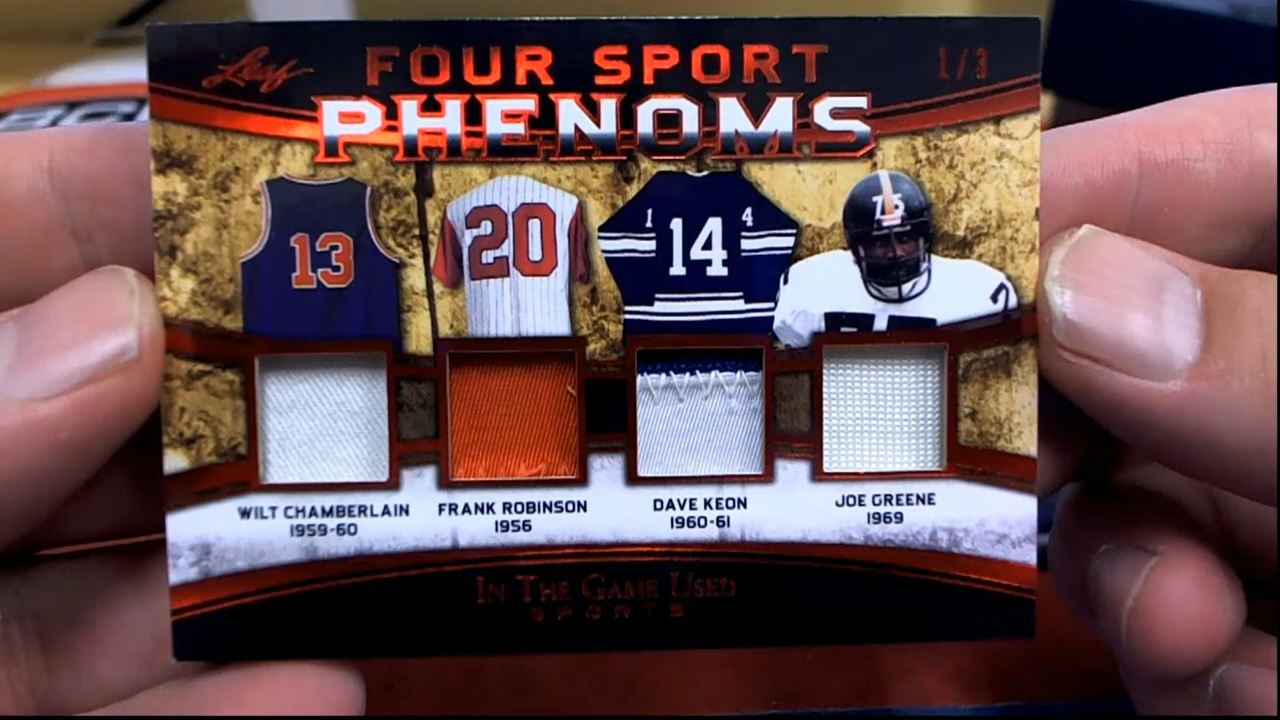 Leaf
FOUR SPORT
1/3
PHENOMS
13
20
1 14 4
75
WILT CHAMBERLAIN
1959-60
FRANK ROBINSON
1956
DAVE KEON
1960-61
JOE GREENE
1969
IN THE GAME USED
SPORTS